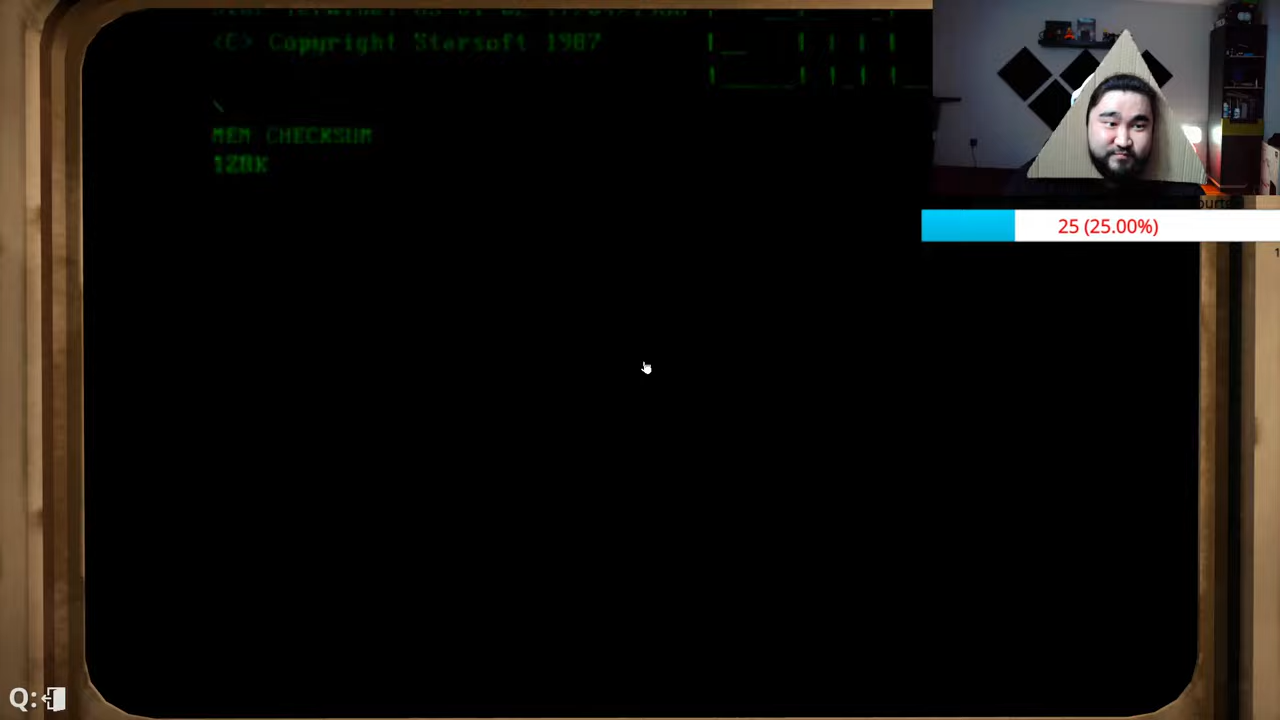 (C) Copyright Starsoft 1987
\
MEM CHECKSUM
128K
25 (25.00%)
Q: